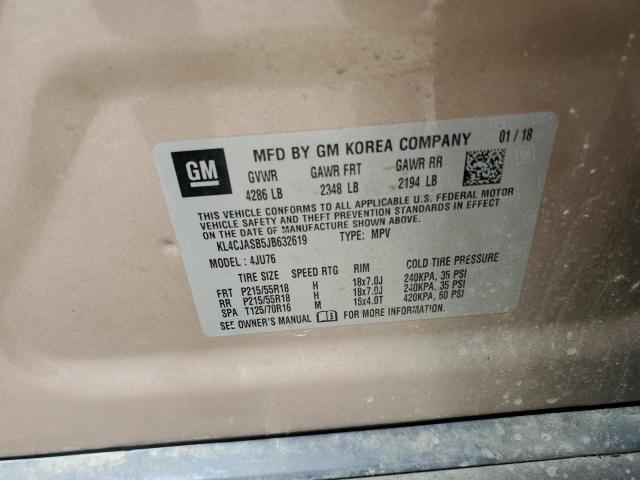 GM
MFD BY GM KOREA COMPANY 01 / 18
GVWR GAWR FRT GAWR RR
4286 LB 2348 LB 2194 LB
THIS VEHICLE CONFORMS TO ALL APPLICABLE U.S. FEDERAL MOTOR
VEHICLE SAFETY AND THEFT PREVENTION STANDARDS IN EFFECT ON
THE DATE OF MANUFACTURE SHOWN ABOVE.
KL4CJASB5JB632619 TYPE: MPV
MODEL : 4JU76
TIRE SIZE SPEED RTG RIM COLD TIRE PRESSURE
FRT P215/55R18 H 18x7.0J 240KPA, 35 PSI
RR P215/55R18 H 18x7.0J 240KPA, 35 PSI
SPA T125/70R16 M 15x4.0T 420KPA, 60 PSI
SEE OWNER'S MANUAL FOR MORE INFORMATION.